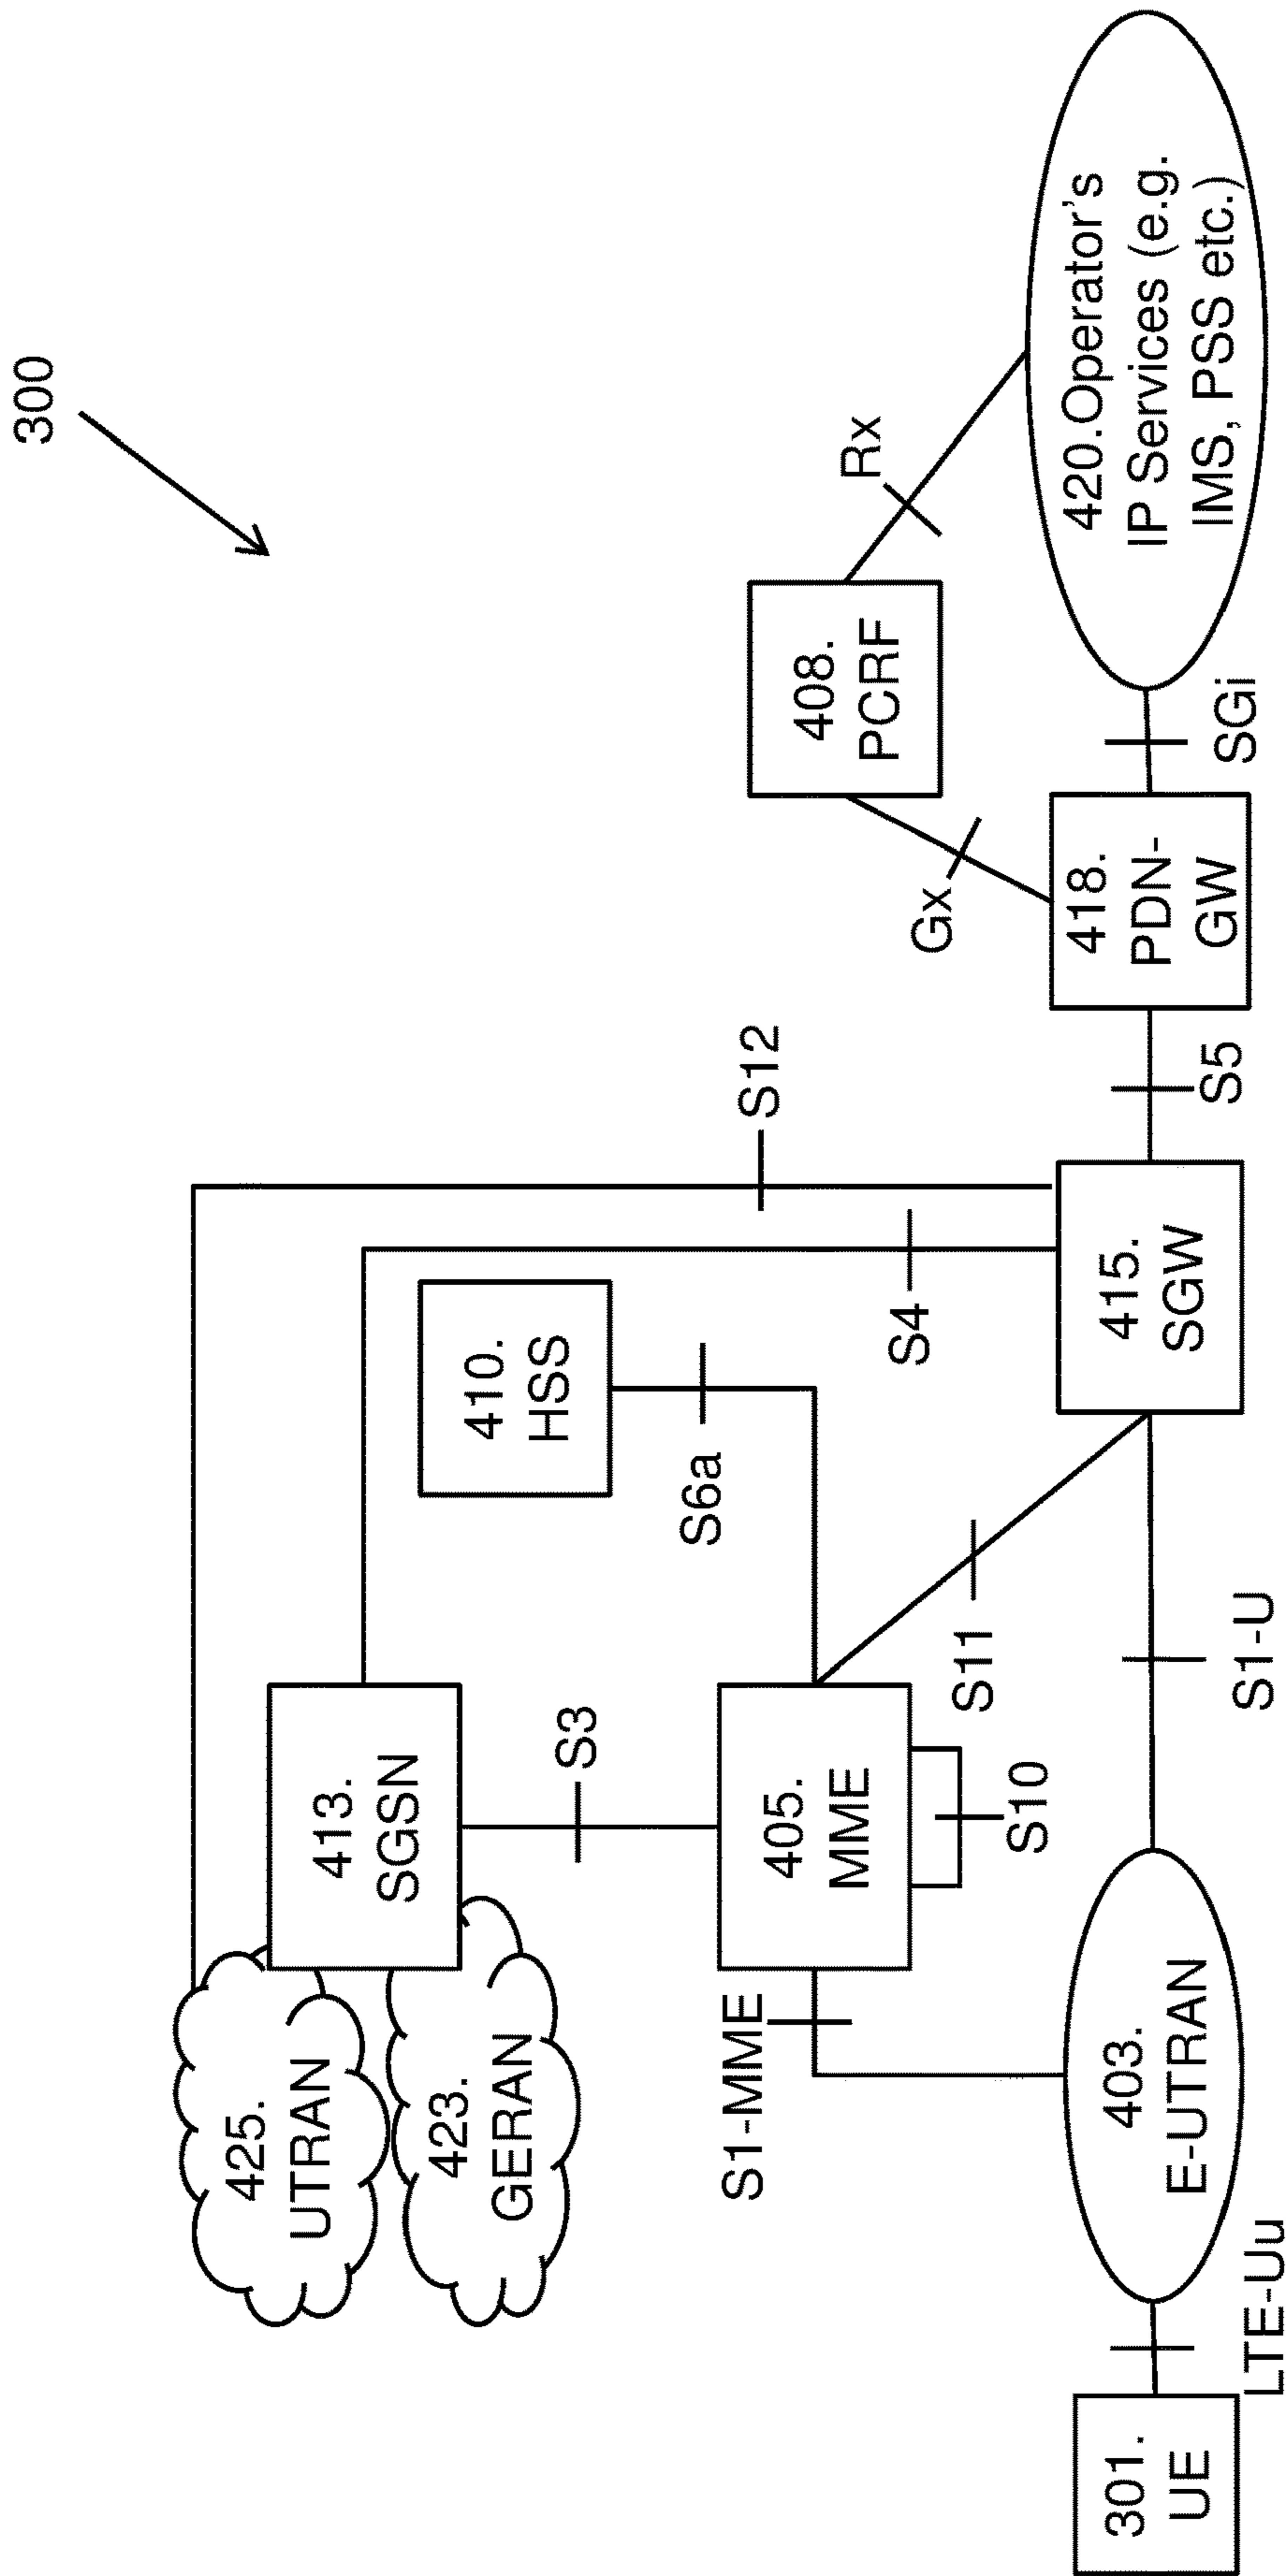 300
425.
UTRAN
413.
SGSN
423.
GERAN
S3
410.
HSS
S6a
S12
S4
S1-MME
405.
MME
S10
S11
408.
PCRF
Gx
Rx
301.
UE
LTE-Uu
403.
E-UTRAN
S1-U
415.
SGW
S5
418.
PDN-
GW
SGi
420.Operator's
IP Services (e.g.
IMS, PSS etc.)